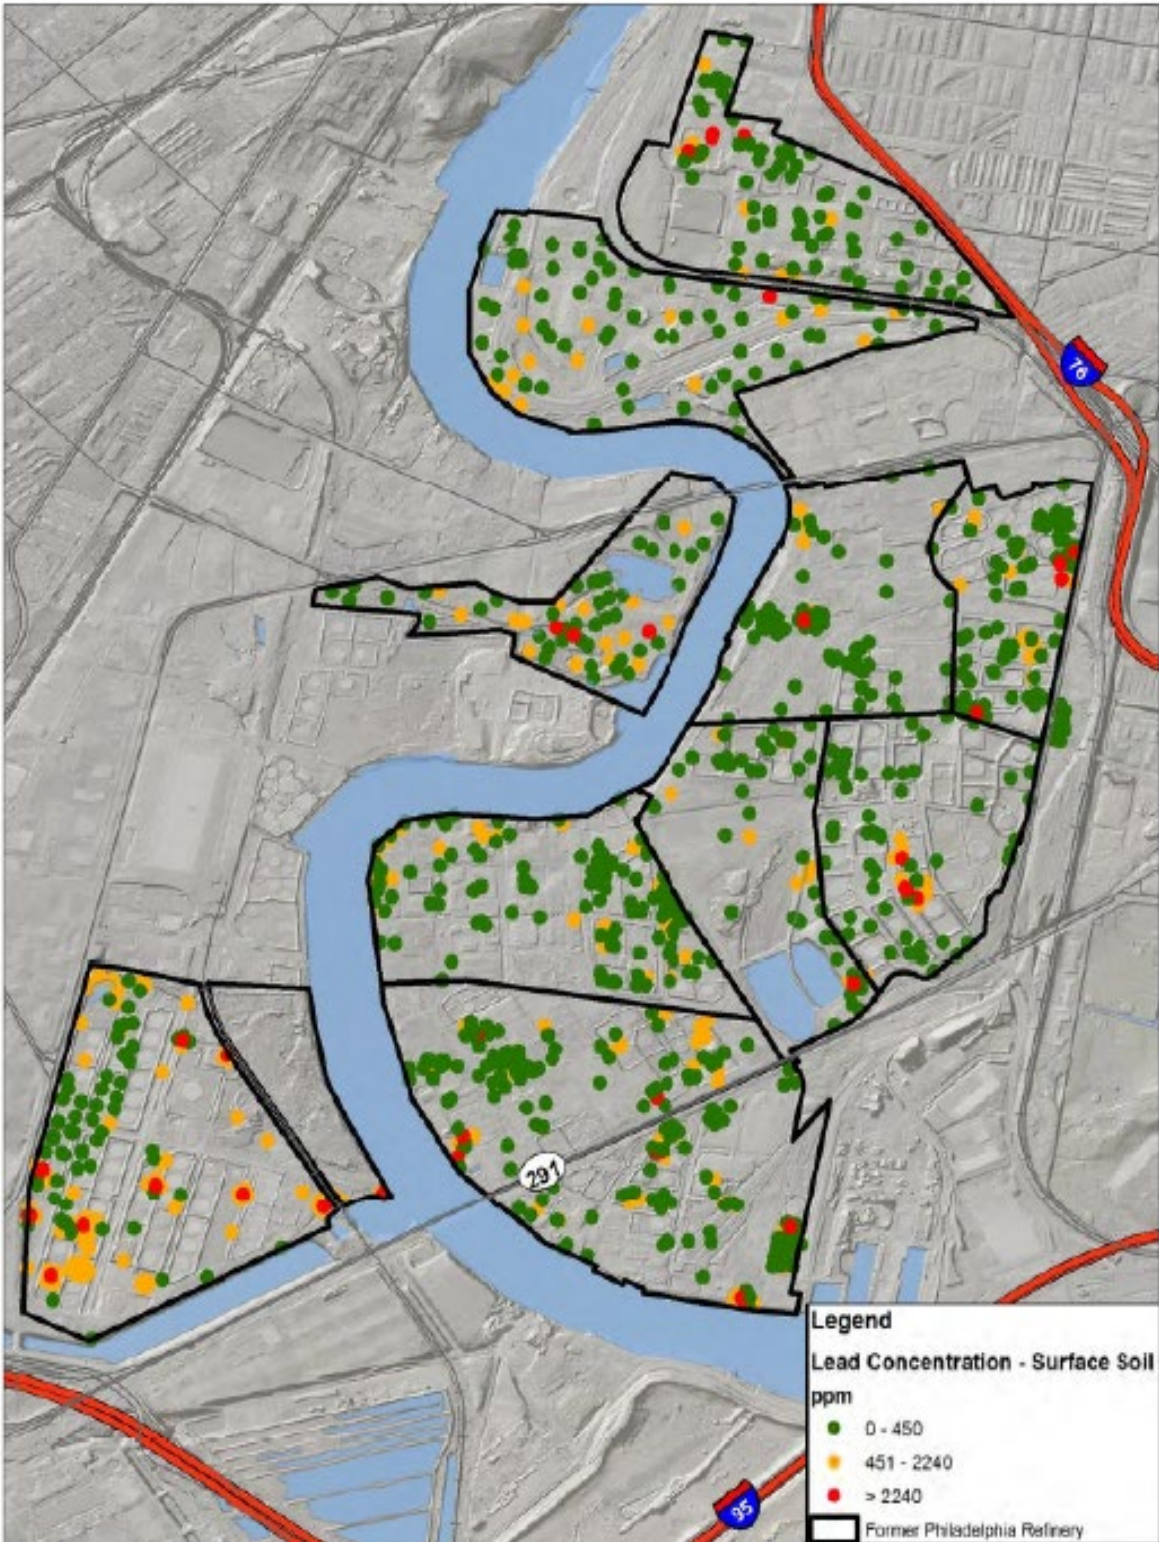 76
291
Legend
Lead Concentration - Surface Soil
ppm
0 - 450
451 - 2240
> 2240
Former Philadelphia Refinery
95